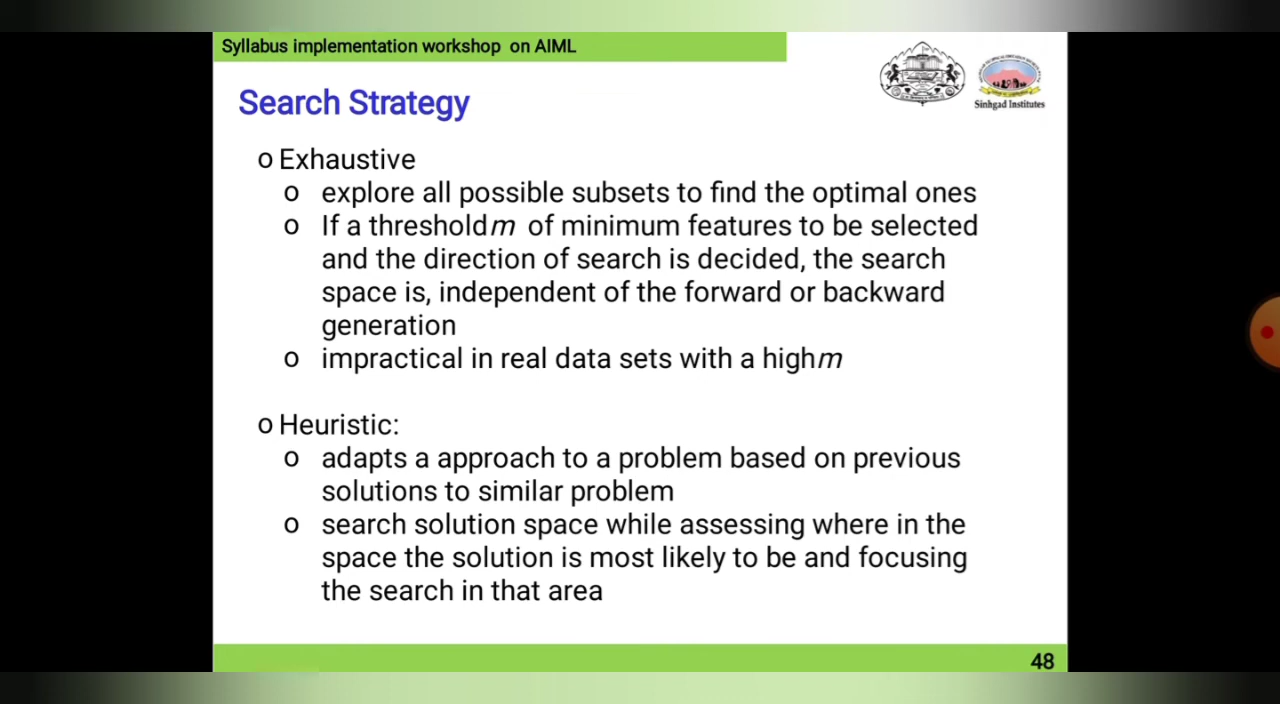 Syllabus implementation workshop on AIML
Sinhgad Institutes
Search Strategy
o Exhaustive
o explore all possible subsets to find the optimal ones
o If a threshold m of minimum features to be selected
and the direction of search is decided, the search
space is, independent of the forward or backward
generation
o impractical in real data sets with a high m
o Heuristic:
o adapts a approach to a problem based on previous
solutions to similar problem
o search solution space while assessing where in the
space the solution is most likely to be and focusing
the search in that area
48